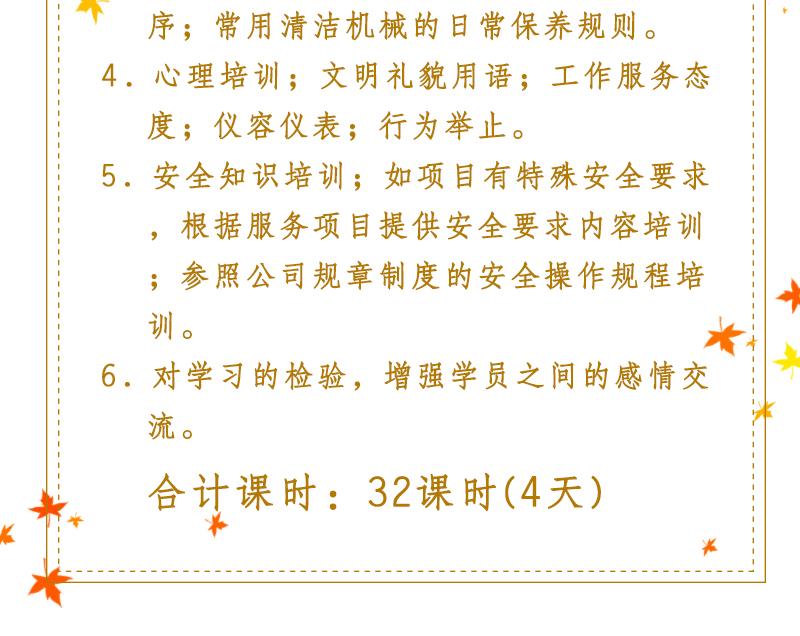 序；常用清洁机械的日常保养规则。
4. 心理培训；文明礼貌用语；工作服务态
度；仪容仪表；行为举止。
5. 安全知识培训；如项目有特殊安全要求
，根据服务项目提供安全要求内容培训
；参照公司规章制度的安全操作规程培
训。
6. 对学习的检验，增强学员之间的感情交
流。
合计课时：32课时(4天)